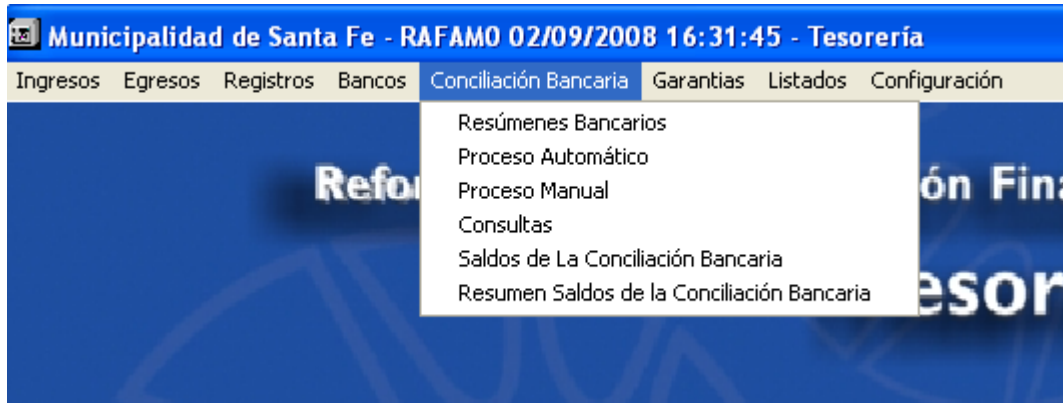 Municipalidad de Santa Fe - RAFAM0 02/09/2008 16:31:45 - Tesorería
Ingresos Egresos Registros Bancos Conciliación Bancaria Garantias Listados Configuración
Resúmenes Bancarios
Proceso Automático
Proceso Manual
Consultas
Saldos de La Conciliación Bancaria
Resumen Saldos de la Conciliación Bancaria